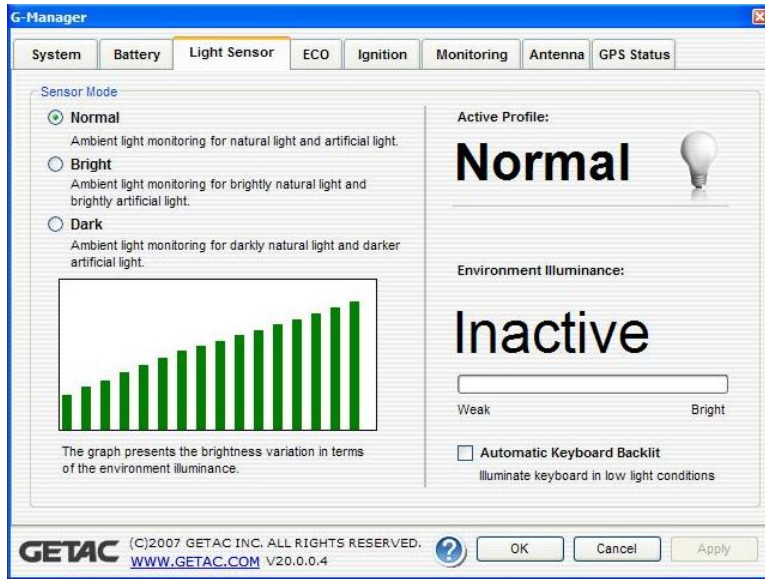 G-Manager
System
Battery
Light Sensor
ECO
Ignition
Monitoring
Antenna
GPS Status
Sensor Mode
Normal
Ambient light monitoring for natural light and artificial light.
Bright
Ambient light monitoring for brightly natural light and
brightly artificial light.
Dark
Ambient light monitoring for darkly natural light and darker
artificial light.
The graph presents the brightness variation in terms
of the environment illuminance.
Active Profile:
Normal
Environment Illuminance:
Inactive
Weak
Bright
Automatic Keyboard Backlit
Illuminate keyboard in low light conditions
GETAC
(C)2007 GETAC INC. ALL RIGHTS RESERVED.
WWW.GETAC.COM V20.0.0.4
?
OK
Cancel
Apply